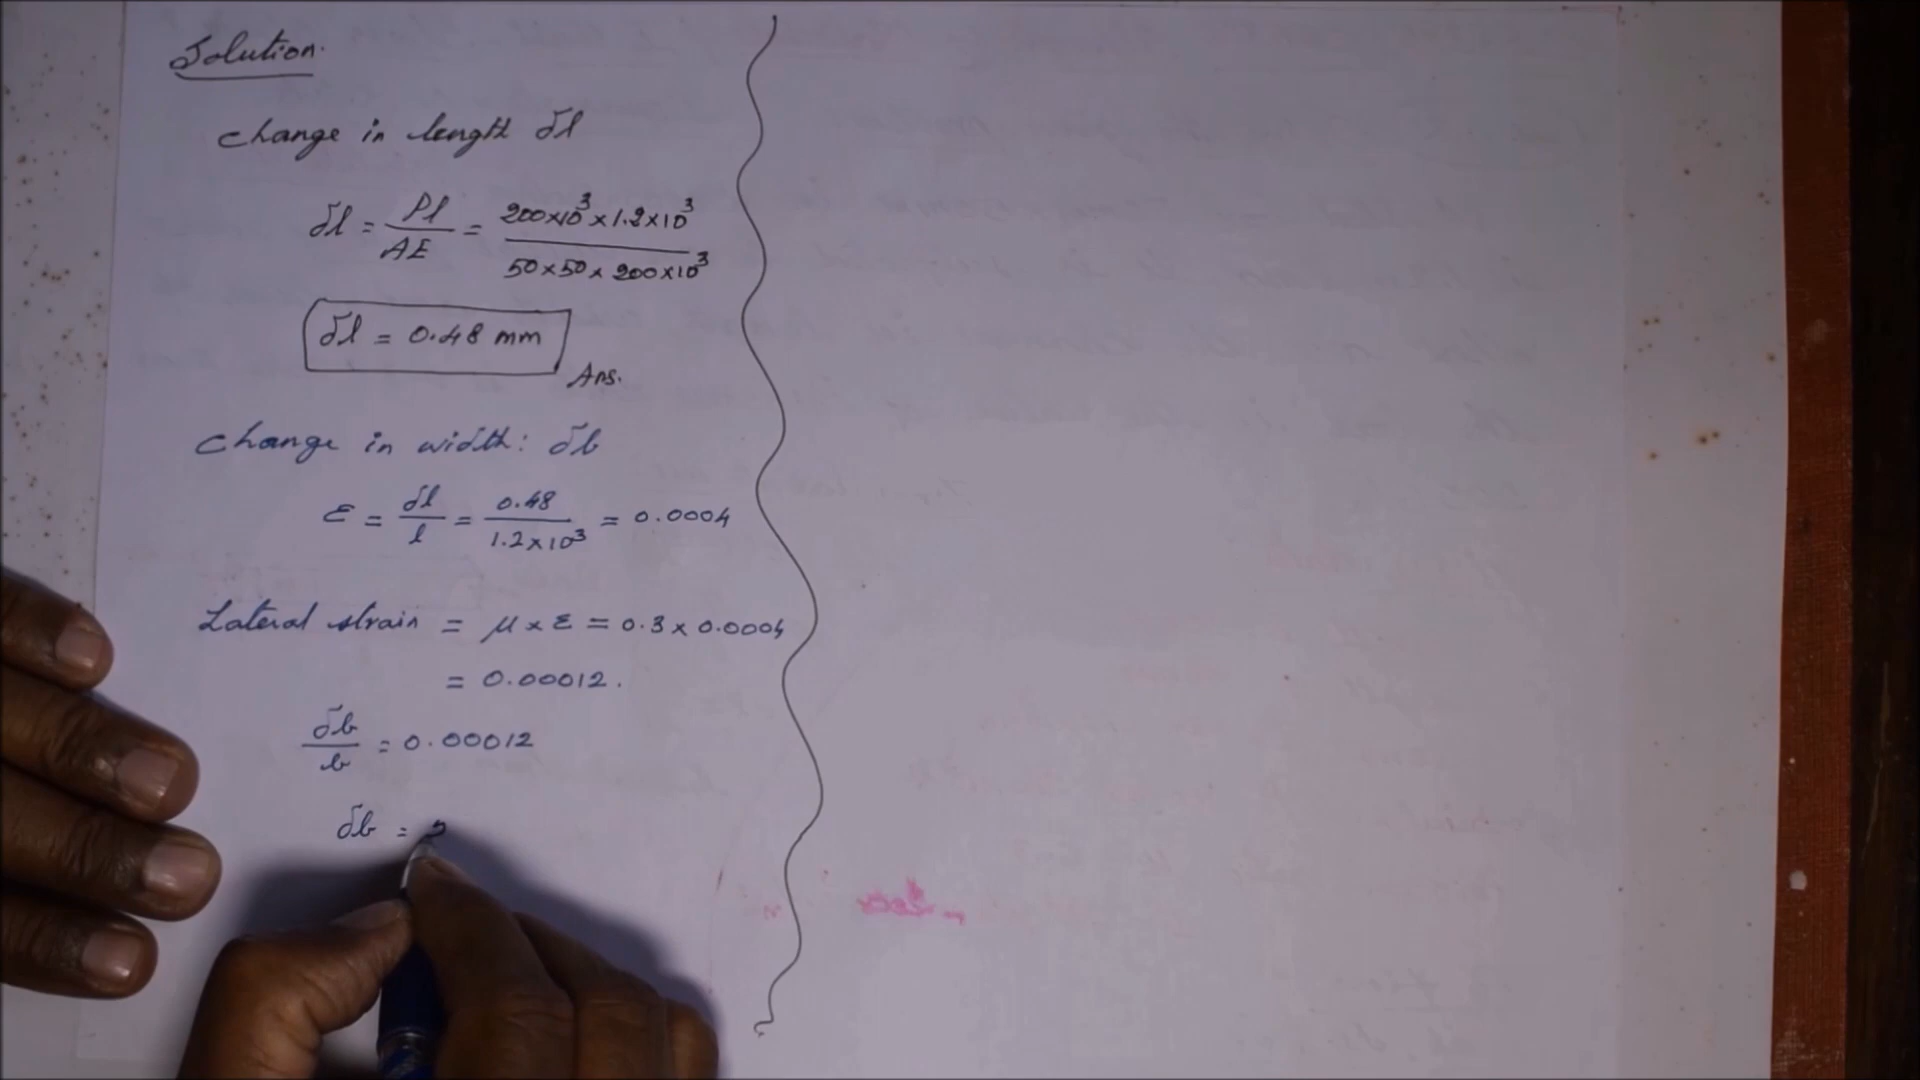 Solution.
Change in length δl
δl = Pl/AE = 200×10³×1.2×10³ / 50×50×200×10³
δl = 0.48 mm
Ans.
Change in width: δb
ε = δl/l = 0.48/1.2×10³ = 0.0004
Lateral strain = μ×ε = 0.3×0.0004
= 0.00012.
δb/b = 0.00012
δb = 5